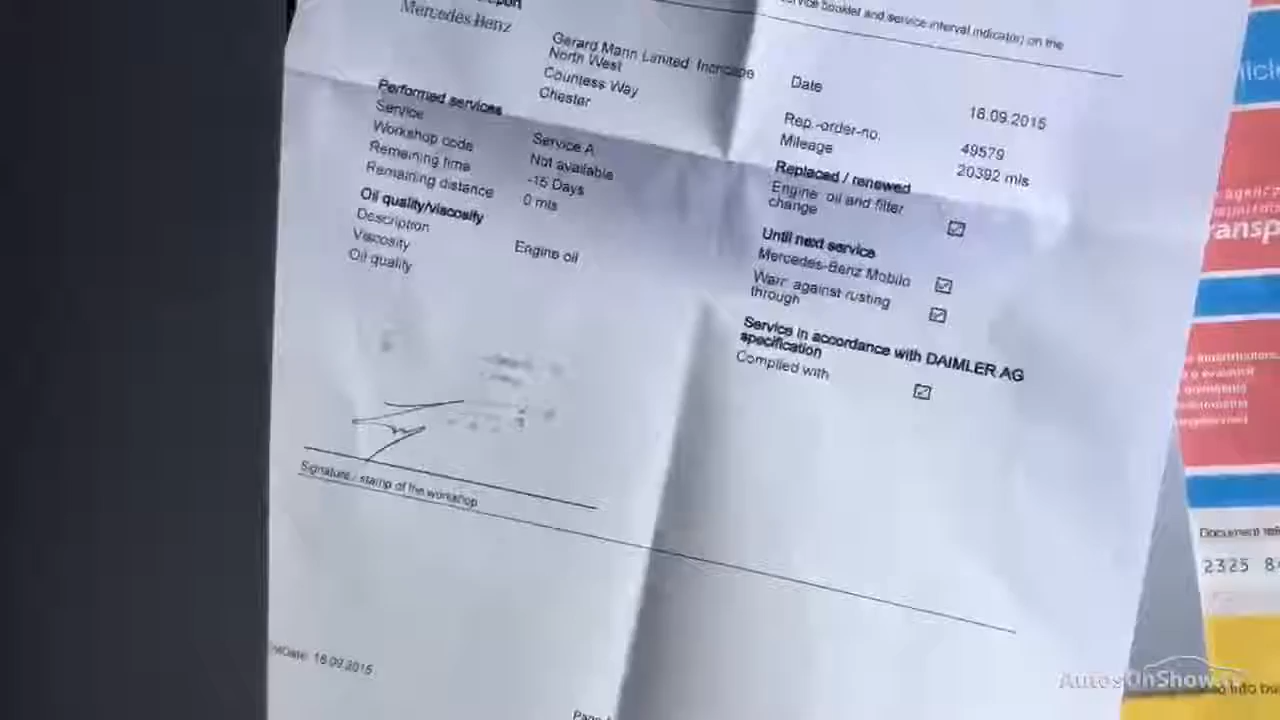 Mercedes-Benz
service booklet and service interval indicator) on the
Gerard Mann Limited Inchcape
North West
Countess Way
Chester
Date 18.09.2015
Rep.-order-no. 49579
Mileage 20392 mls
Performed services
Service Service A
Workshop code Not available
Remaining time -15 Days
Remaining distance 0 mls
Oil quality/viscosity
Description Engine oil
Viscosity
Oil quality
Replaced / renewed
Engine oil and filter
change
Until next service
Mercedes-Benz Mobilo
Warr against rusting
through
Service in accordance with DAIMLER AG
specification
Complied with
Signature / stamp of the workshop
Date: 18.09.2015
Page
Document ref
2325 8
AutosOnShow.tv